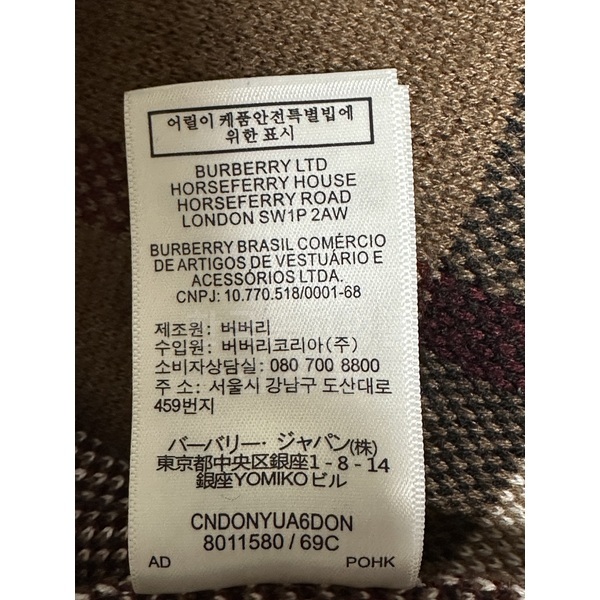 어릴이 케품안전특별빕에
위한 표시
BURBERRY LTD
HORSEFERRY HOUSE
HORSEFERRY ROAD
LONDON SW1P 2AW
BURBERRY BRASIL COMÉRCIO
DE ARTIGOS DE VESTUÁRIO E
ACESSÓRIOS LTDA.
CNPJ: 10.770.518/0001-68
제조원: 버버리
수입원: 버버리코리아(주)
소비자상담실: 080 700 8800
주 소: 서울시 강남구 도산대로
459번지
バーバリー· ジャパン(株)
東京都中央区銀座1-8-14
銀座YOMIKOビル
CNDONYUA6DON
8011580/69C
AD POHK